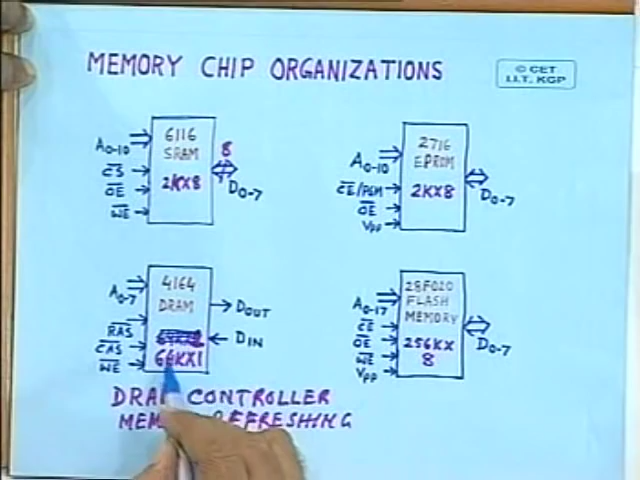 MEMORY CHIP ORGANIZATIONS
© CET
I.I.T. KGP
6116
SRAM
2KX8
A0-10
CS
OE
WE
8
D0-7
2716
EPROM
2KX8
A0-10
CE/PGM
OE
VPP
D0-7
4164
DRAM
A0-7
RAS
CAS
WE
DOUT
DIN
28F020
FLASH
MEMORY
256KX
8
A0-17
CE
OE
WE
VPP
D0-7
CONTROLLER